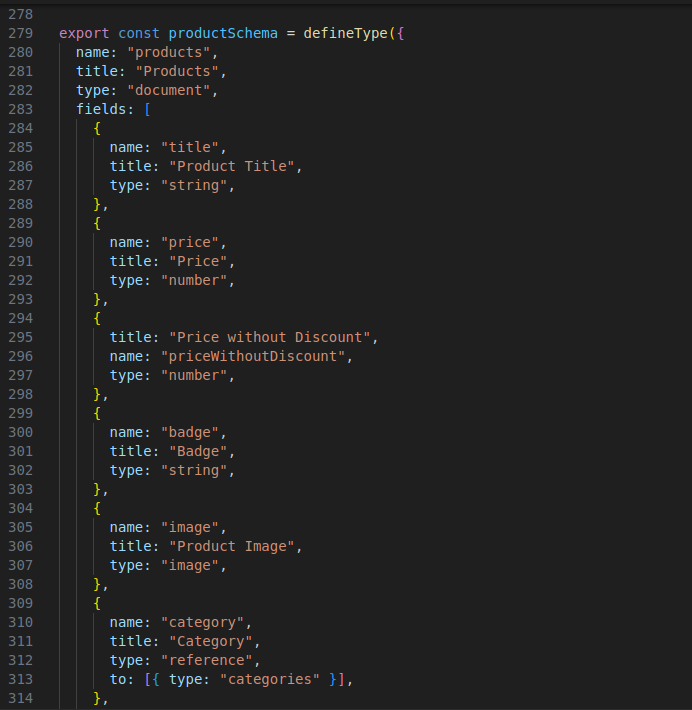 278
279 export const productSchema = defineType({
280 name: "products",
281 title: "Products",
282 type: "document",
283 fields: [
284 {
285 name: "title",
286 title: "Product Title",
287 type: "string",
288 },
289 {
290 name: "price",
291 title: "Price",
292 type: "number",
293 },
294 {
295 title: "Price without Discount",
296 name: "priceWithoutDiscount",
297 type: "number",
298 },
299 {
300 name: "badge",
301 title: "Badge",
302 type: "string",
303 },
304 {
305 name: "image",
306 title: "Product Image",
307 type: "image",
308 },
309 {
310 name: "category",
311 title: "Category",
312 type: "reference",
313 to: [{ type: "categories" }],
314 },